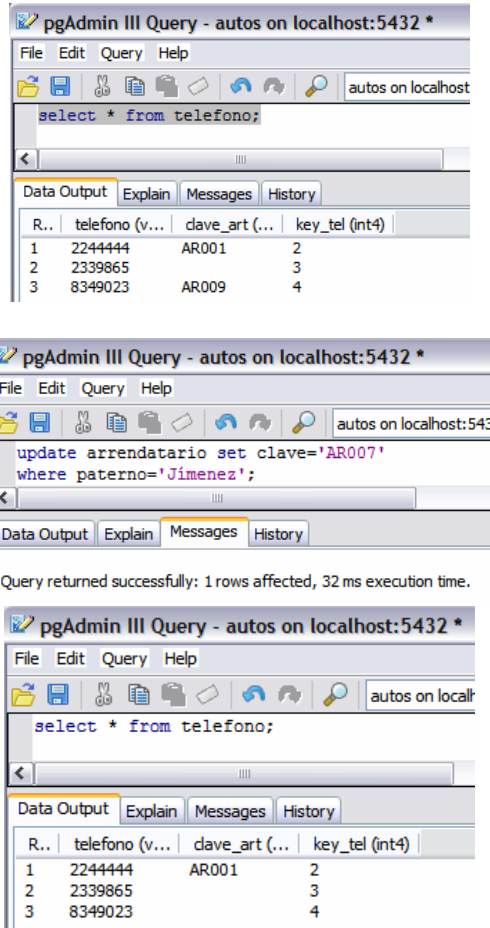 pgAdmin III Query - autos on localhost:5432 *
File Edit Query Help
autos on localhost
select * from telefono;
Data Output Explain Messages History
R.. telefono (v... clave_art (... key_tel (int4)
1 2244444 AR001 2
2 2339865 3
3 8349023 AR009 4
pgAdmin III Query - autos on localhost:5432 *
File Edit Query Help
autos on localhost:543
update arrendatario set clave='AR007'
where paterno='Jímenez';
Data Output Explain Messages History
Query returned successfully: 1 rows affected, 32 ms execution time.
pgAdmin III Query - autos on localhost:5432 *
File Edit Query Help
autos on localh
select * from telefono;
Data Output Explain Messages History
R.. telefono (v... clave_art (... key_tel (int4)
1 2244444 AR001 2
2 2339865 3
3 8349023 4